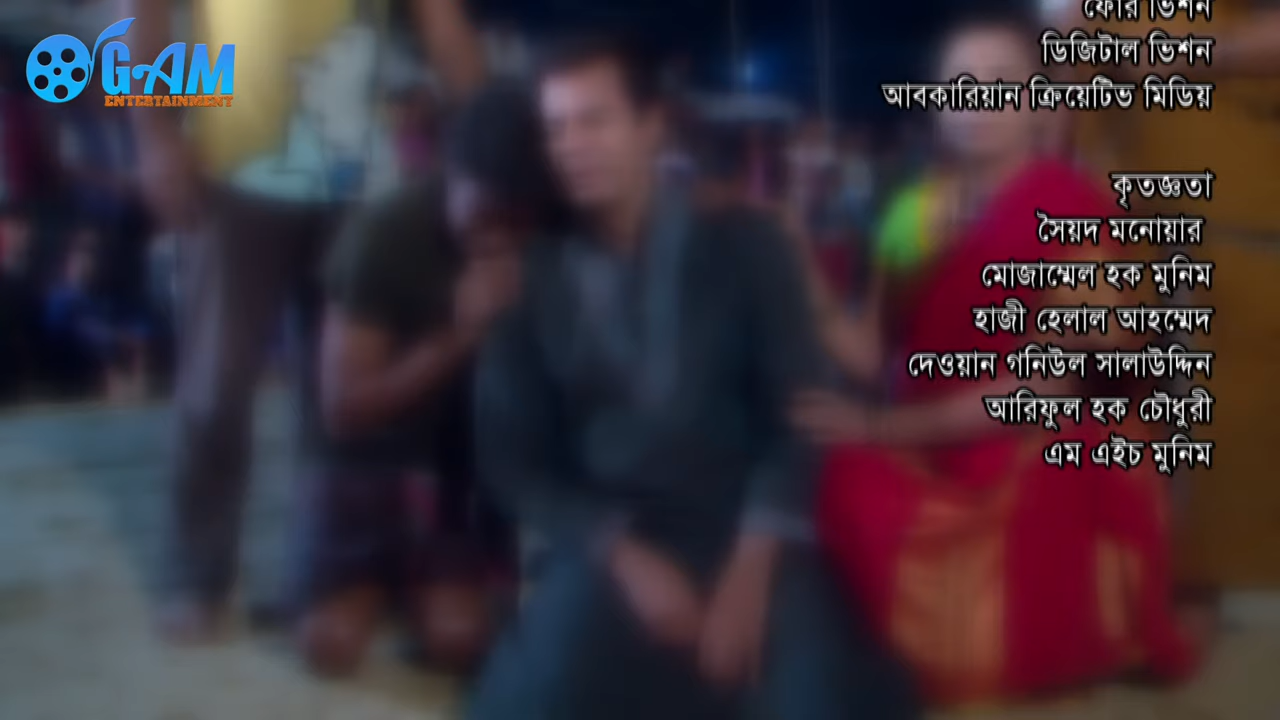 GAM
ENTERTAINMENT
ফোর ভিশন
ডিজিটাল ভিশন
আবকারিয়ান ক্রিয়েটিভ মিডিয়
কৃতজ্ঞতা
সৈয়দ মনোয়ার
মোজাম্মেল হক মুনিম
হাজী হেলাল আহম্মেদ
দেওয়ান গনিউল সালাউদ্দিন
আরিফুল হক চৌধুরী
এম এইচ মুনিম